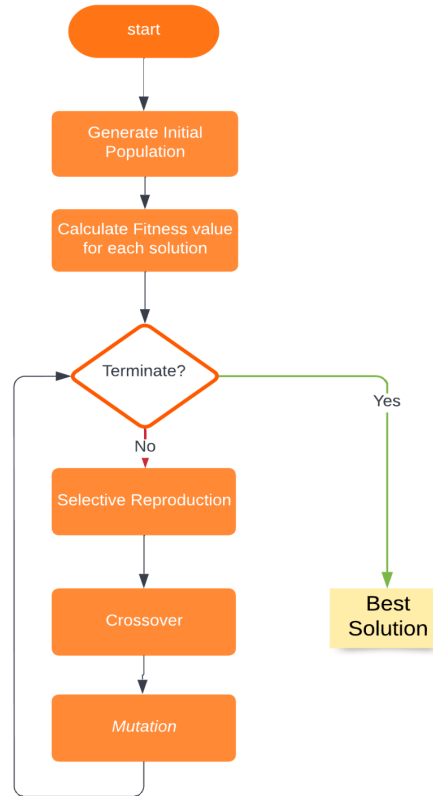 start
Generate Initial
Population
Calculate Fitness value
for each solution
Terminate?
Yes
No
Selective Reproduction
Crossover
Best
Solution
Mutation